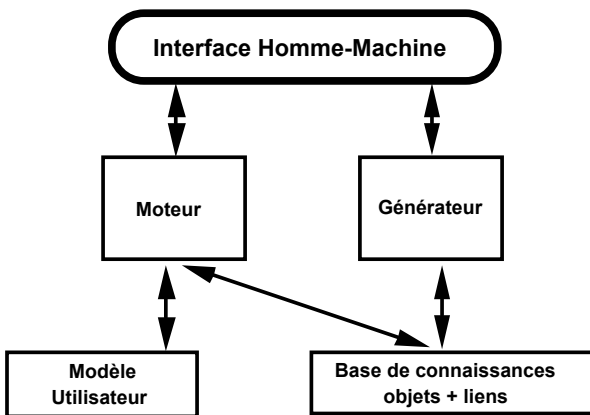 Interface Homme-Machine
Moteur
Générateur
Modèle
Utilisateur
Base de connaissances
objets + liens